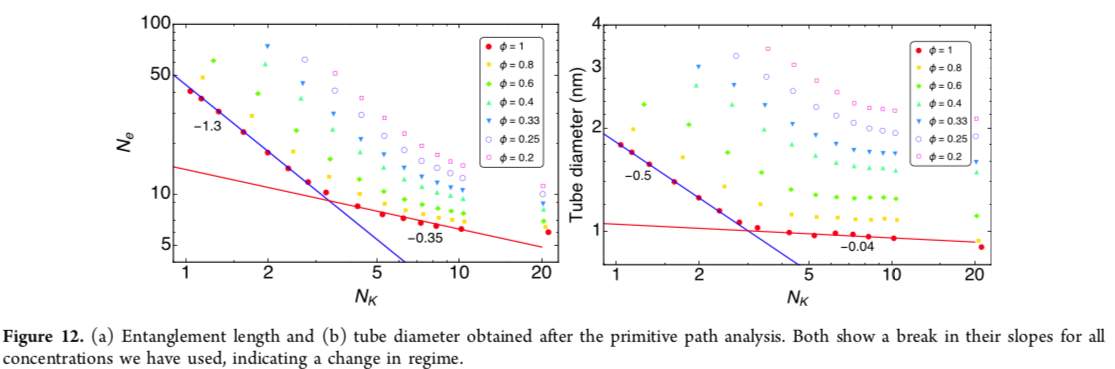 100
50
10
5
N_e
−1.3
−0.35
ϕ = 1
ϕ = 0.8
ϕ = 0.6
ϕ = 0.4
ϕ = 0.33
ϕ = 0.25
ϕ = 0.2
1 2 5 10 20
N_K
4
3
2
1
Tube diameter (nm)
−0.5
−0.04
ϕ = 1
ϕ = 0.8
ϕ = 0.6
ϕ = 0.4
ϕ = 0.33
ϕ = 0.25
ϕ = 0.2
1 2 5 10 20
N_K
Figure 12. (a) Entanglement length and (b) tube diameter obtained after the primitive path analysis. Both show a break in their slopes for all
concentrations we have used, indicating a change in regime.